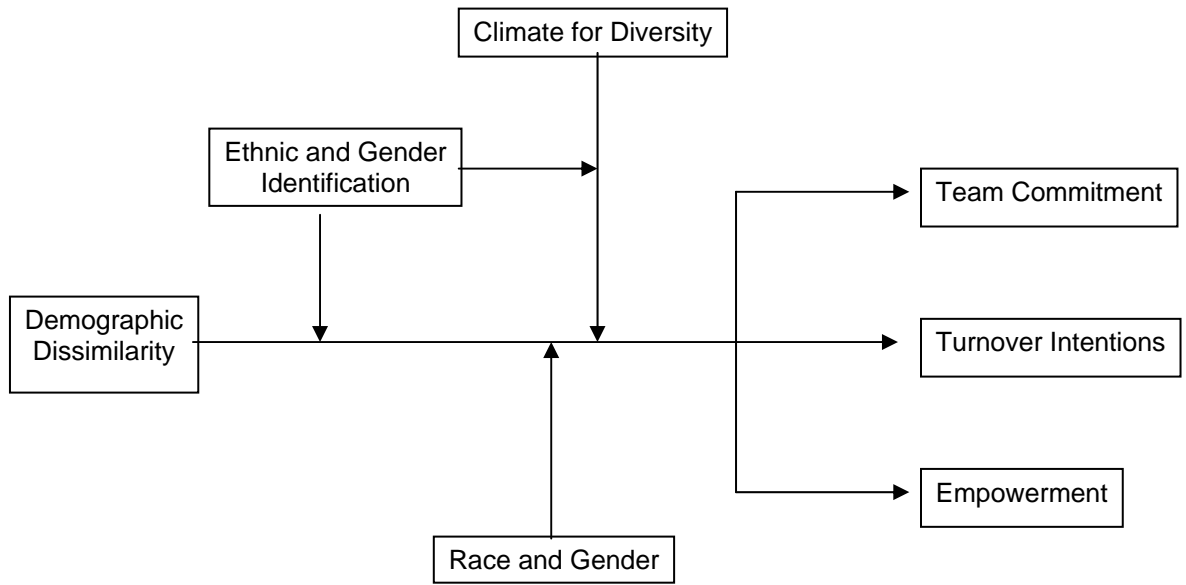 Climate for Diversity
Ethnic and Gender
Identification
Team Commitment
Demographic
Dissimilarity
Turnover Intentions
Empowerment
Race and Gender